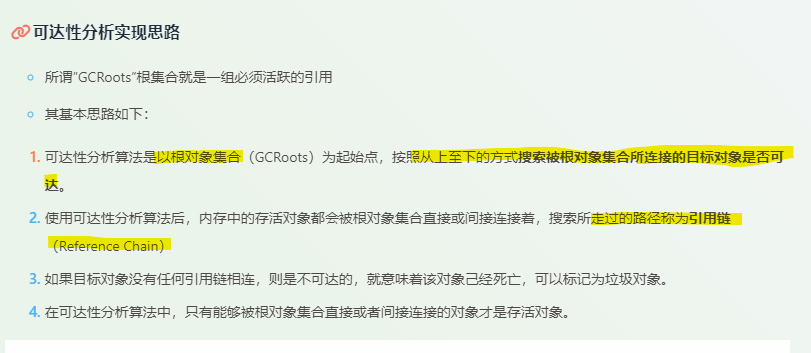 可达性分析实现思路
所谓"GCRoots"根集合就是一组必须活跃的引用
其基本思路如下：
1. 可达性分析算法是以根对象集合（GCRoots）为起始点，按照从上至下的方式搜索被根对象集合所连接的目标对象是否可
达。
2. 使用可达性分析算法后，内存中的存活对象都会被根对象集合直接或间接连接着，搜索所走过的路径称为引用链
（Reference Chain）
3. 如果目标对象没有任何引用链相连，则是不可达的，就意味着该对象己经死亡，可以标记为垃圾对象。
4. 在可达性分析算法中，只有能够被根对象集合直接或者间接连接的对象才是存活对象。